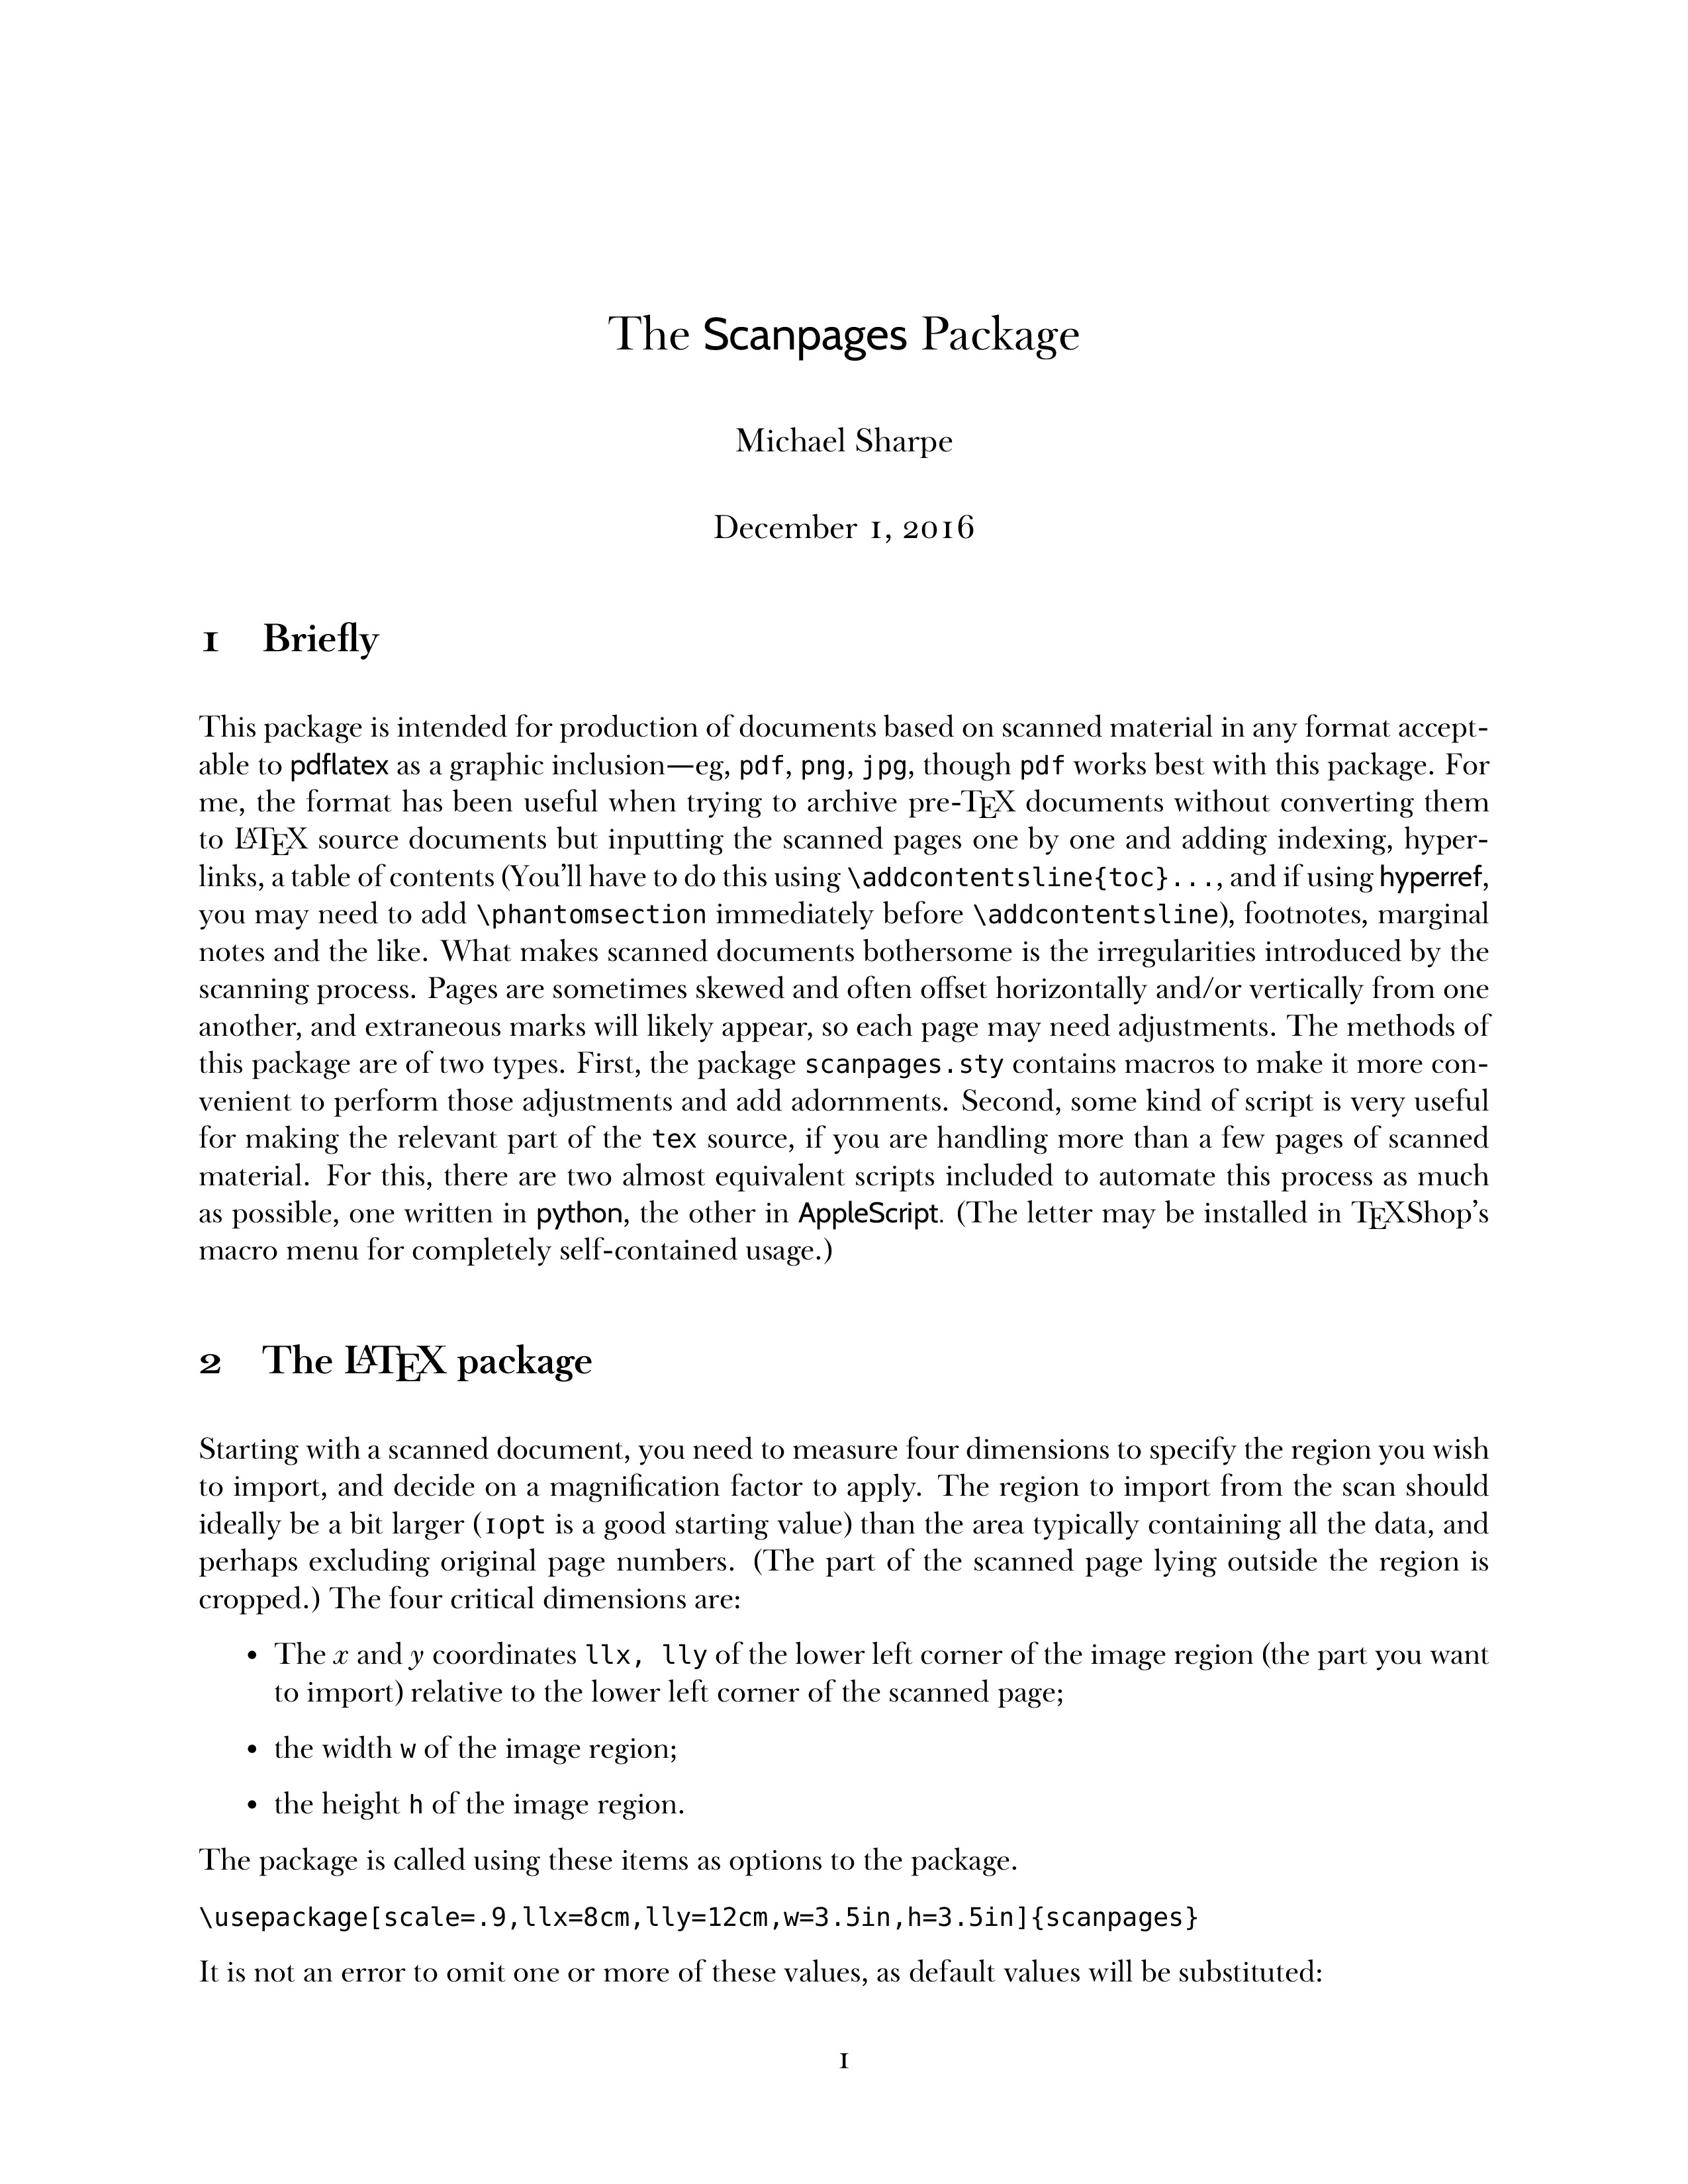 The Scanpages Package
Michael Sharpe
December 1, 2016
1 Briefly
This package is intended for production of documents based on scanned material in any format accept-
able to pdflatex as a graphic inclusion—eg, pdf, png, jpg, though pdf works best with this package. For
me, the format has been useful when trying to archive pre-TEX documents without converting them
to LATEX source documents but inputting the scanned pages one by one and adding indexing, hyper-
links, a table of contents (You'll have to do this using \addcontentsline{toc}..., and if using hyperref,
you may need to add \phantomsection immediately before \addcontentsline), footnotes, marginal
notes and the like. What makes scanned documents bothersome is the irregularities introduced by the
scanning process. Pages are sometimes skewed and often offset horizontally and/or vertically from one
another, and extraneous marks will likely appear, so each page may need adjustments. The methods of
this package are of two types. First, the package scanpages.sty contains macros to make it more con-
venient to perform those adjustments and add adornments. Second, some kind of script is very useful
for making the relevant part of the tex source, if you are handling more than a few pages of scanned
material. For this, there are two almost equivalent scripts included to automate this process as much
as possible, one written in python, the other in AppleScript. (The letter may be installed in TEXShop's
macro menu for completely self-contained usage.)
2 The LATEX package
Starting with a scanned document, you need to measure four dimensions to specify the region you wish
to import, and decide on a magnification factor to apply. The region to import from the scan should
ideally be a bit larger (10pt is a good starting value) than the area typically containing all the data, and
perhaps excluding original page numbers. (The part of the scanned page lying outside the region is
cropped.) The four critical dimensions are:
• The x and y coordinates llx, lly of the lower left corner of the image region (the part you want
to import) relative to the lower left corner of the scanned page;
• the width w of the image region;
• the height h of the image region.
The package is called using these items as options to the package.
\usepackage[scale=.9,llx=8cm,lly=12cm,w=3.5in,h=3.5in]{scanpages}
It is not an error to omit one or more of these values, as default values will be substituted:
1